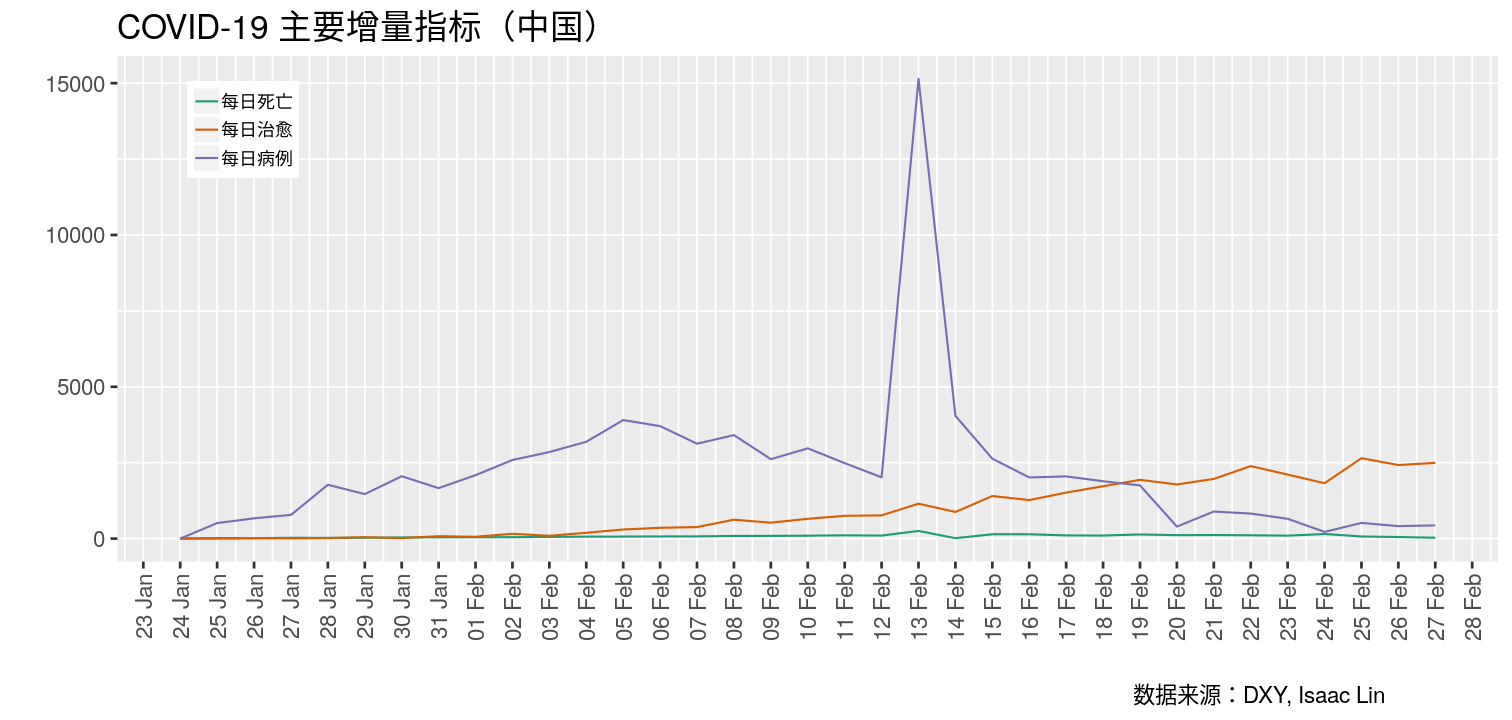 COVID-19 主要增量指标（中国）
15000
10000
5000
0
每日死亡
每日治愈
每日病例
23 Jan
24 Jan
25 Jan
26 Jan
27 Jan
28 Jan
29 Jan
30 Jan
31 Jan
01 Feb
02 Feb
03 Feb
04 Feb
05 Feb
06 Feb
07 Feb
08 Feb
09 Feb
10 Feb
11 Feb
12 Feb
13 Feb
14 Feb
15 Feb
16 Feb
17 Feb
18 Feb
19 Feb
20 Feb
21 Feb
22 Feb
23 Feb
24 Feb
25 Feb
26 Feb
27 Feb
28 Feb
数据来源：DXY, Isaac Lin